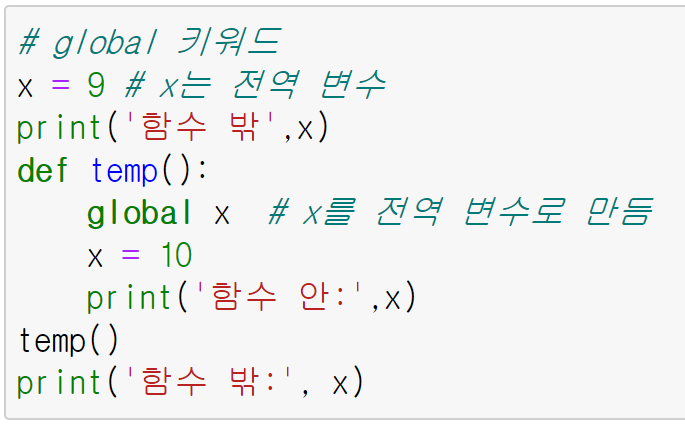 # global 키워드
x = 9 # x는 전역 변수
print('함수 밖',x)
def temp():
    global x  # x를 전역 변수로 만듬
    x = 10
    print('함수 안:',x)
temp()
print('함수 밖:', x)